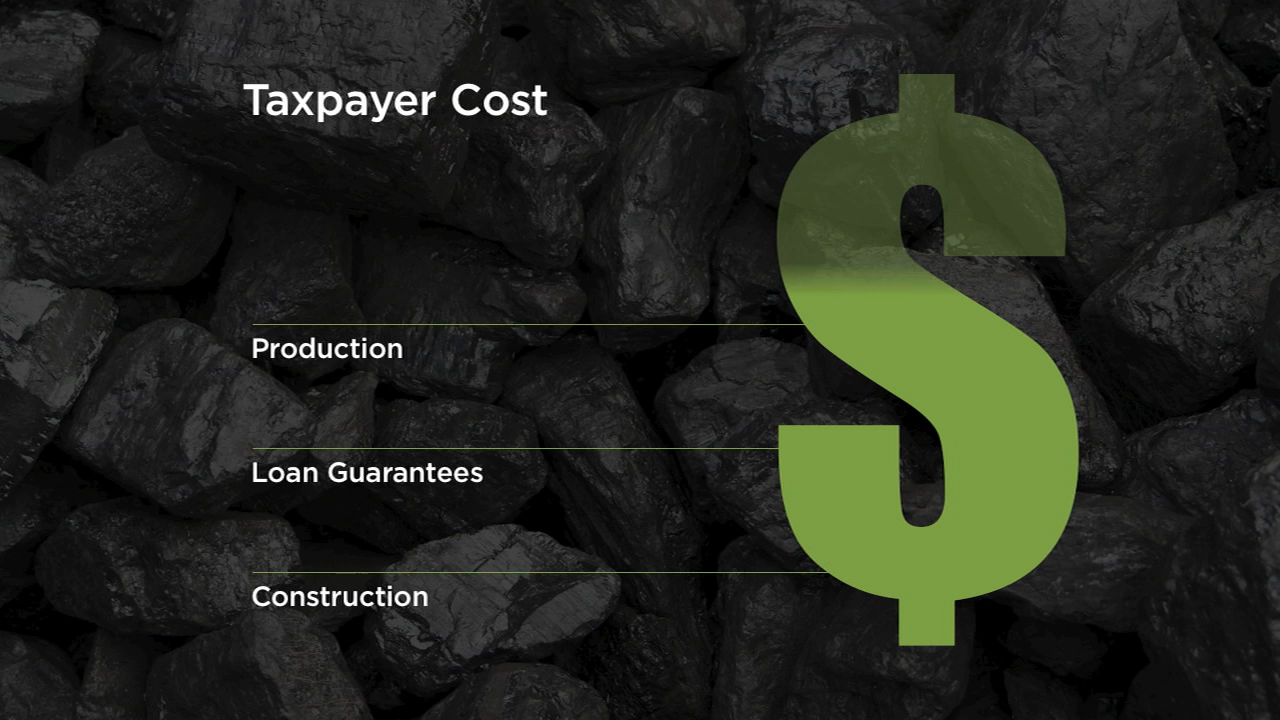 Taxpayer Cost
Production
Loan Guarantees
Construction
$